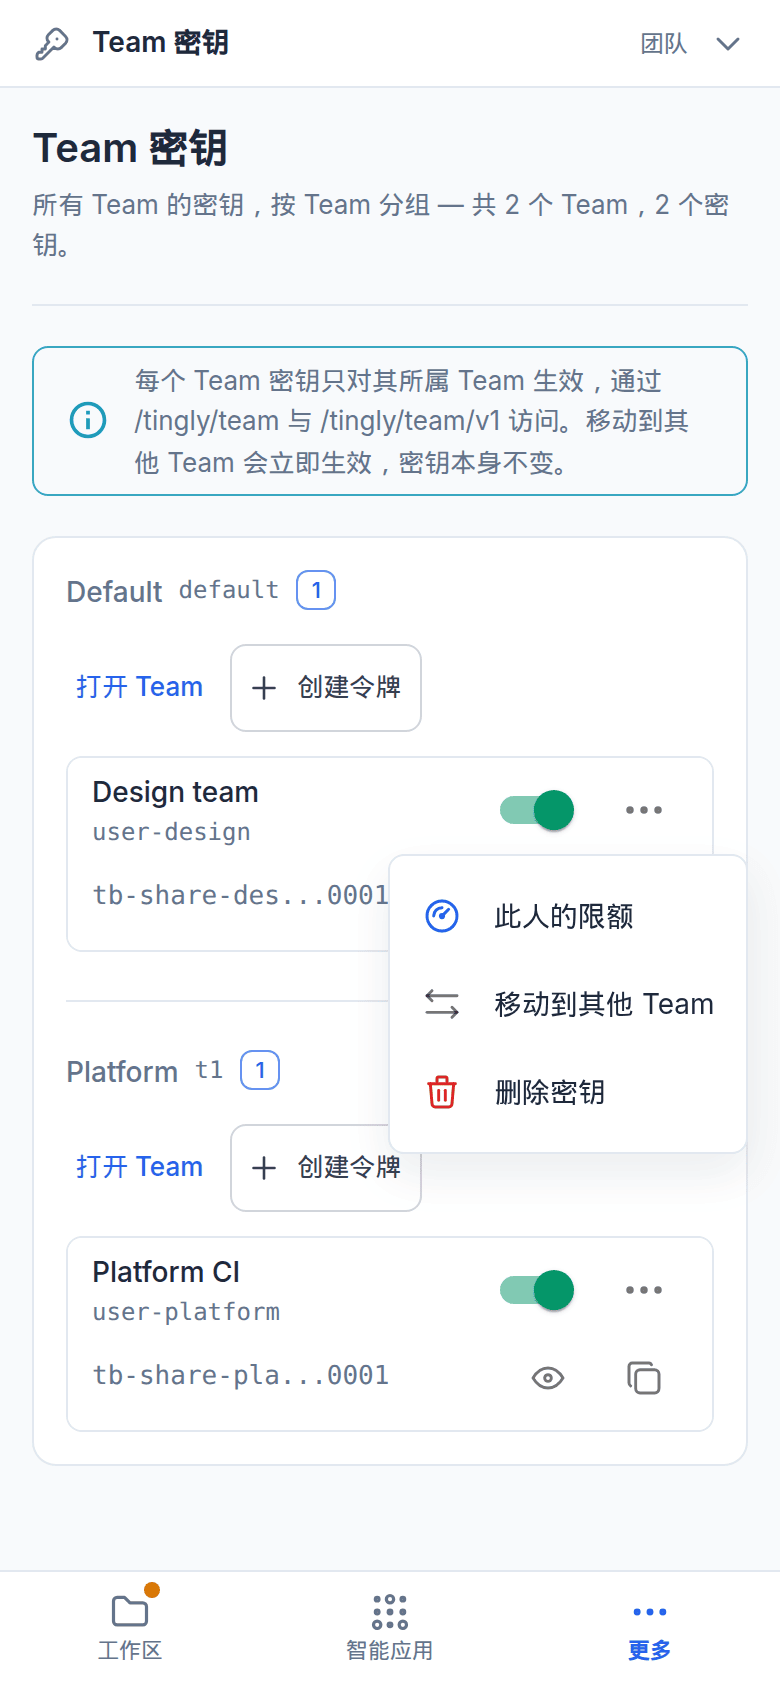 Team 密钥
团队
Team 密钥
所有 Team 的密钥，按 Team 分组 — 共 2 个 Team，2 个密
钥。
每个 Team 密钥只对其所属 Team 生效，通过
/tingly/team 与 /tingly/team/v1 访问。移动到其
他 Team 会立即生效，密钥本身不变。
Default default 1
打开 Team
创建令牌
Design team
user-design
tb-share-des...0001
此人的限额
移动到其他 Team
删除密钥
Platform t1 1
打开 Team
创建令牌
Platform CI
user-platform
tb-share-pla...0001
工作区
智能应用
更多